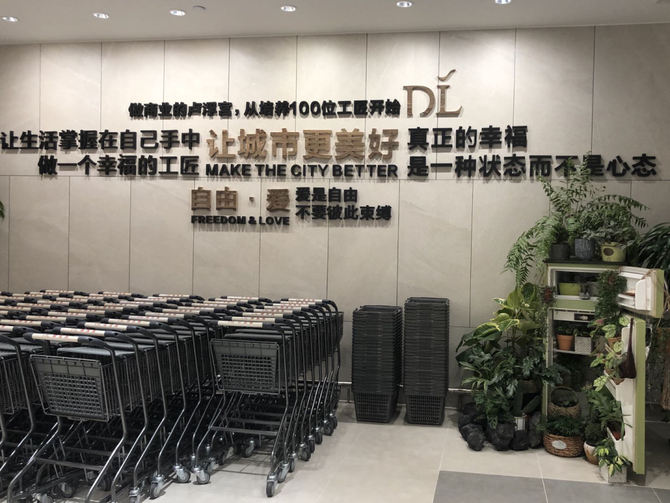 做商业的卢浮宫，从培养100位工匠开始
DL
让生活掌握在自己手中
做一个幸福的工匠
让城市更美好
MAKE THE CITY BETTER
真正的幸福
是一种状态而不是心态
自由·爱
FREEDOM & LOVE
爱是自由
不要彼此束缚